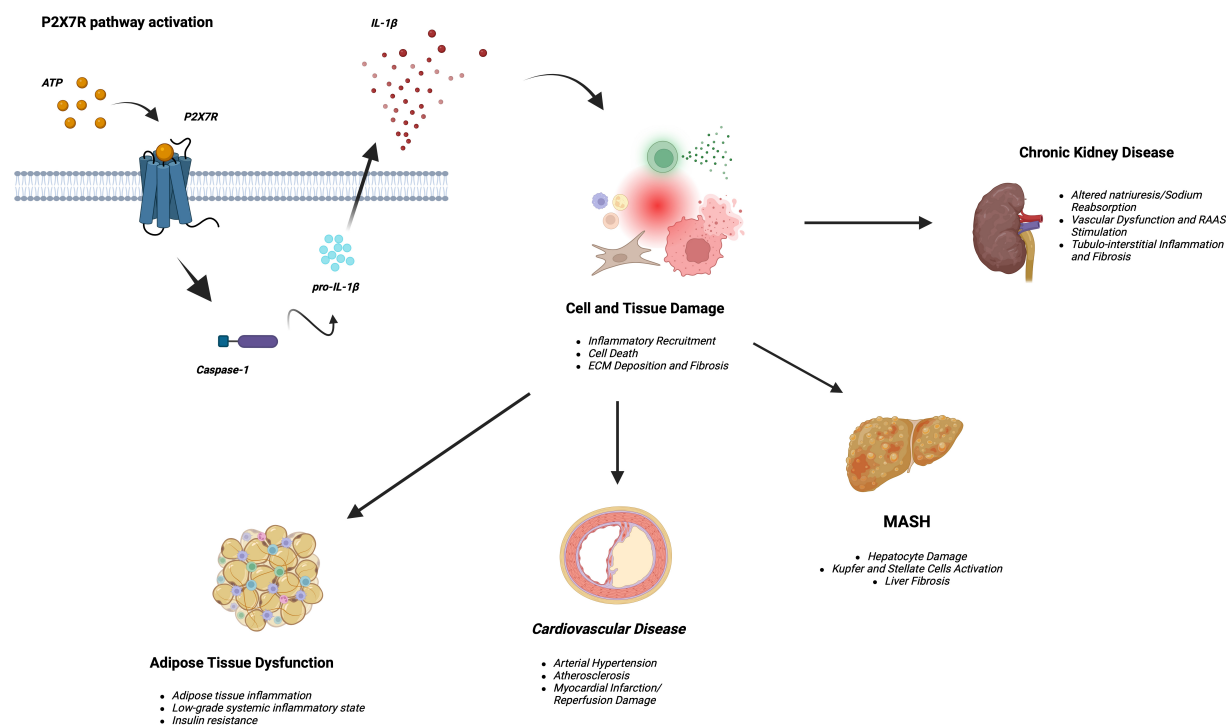 P2X7R pathway activation
IL-1β
ATP
P2X7R
pro-IL-1β
Caspase-1
Cell and Tissue Damage
Inflammatory Recruitment
Cell Death
ECM Deposition and Fibrosis
Chronic Kidney Disease
Altered natriuresis/Sodium
Reabsorption
Vascular Dysfunction and RAAS
Stimulation
Tubulo-interstitial Inflammation
and Fibrosis
MASH
Hepatocyte Damage
Kupfer and Stellate Cells Activation
Liver Fibrosis
Cardiovascular Disease
Arterial Hypertension
Atherosclerosis
Myocardial Infarction/
Reperfusion Damage
Adipose Tissue Dysfunction
Adipose tissue inflammation
Low-grade systemic inflammatory state
Insulin resistance